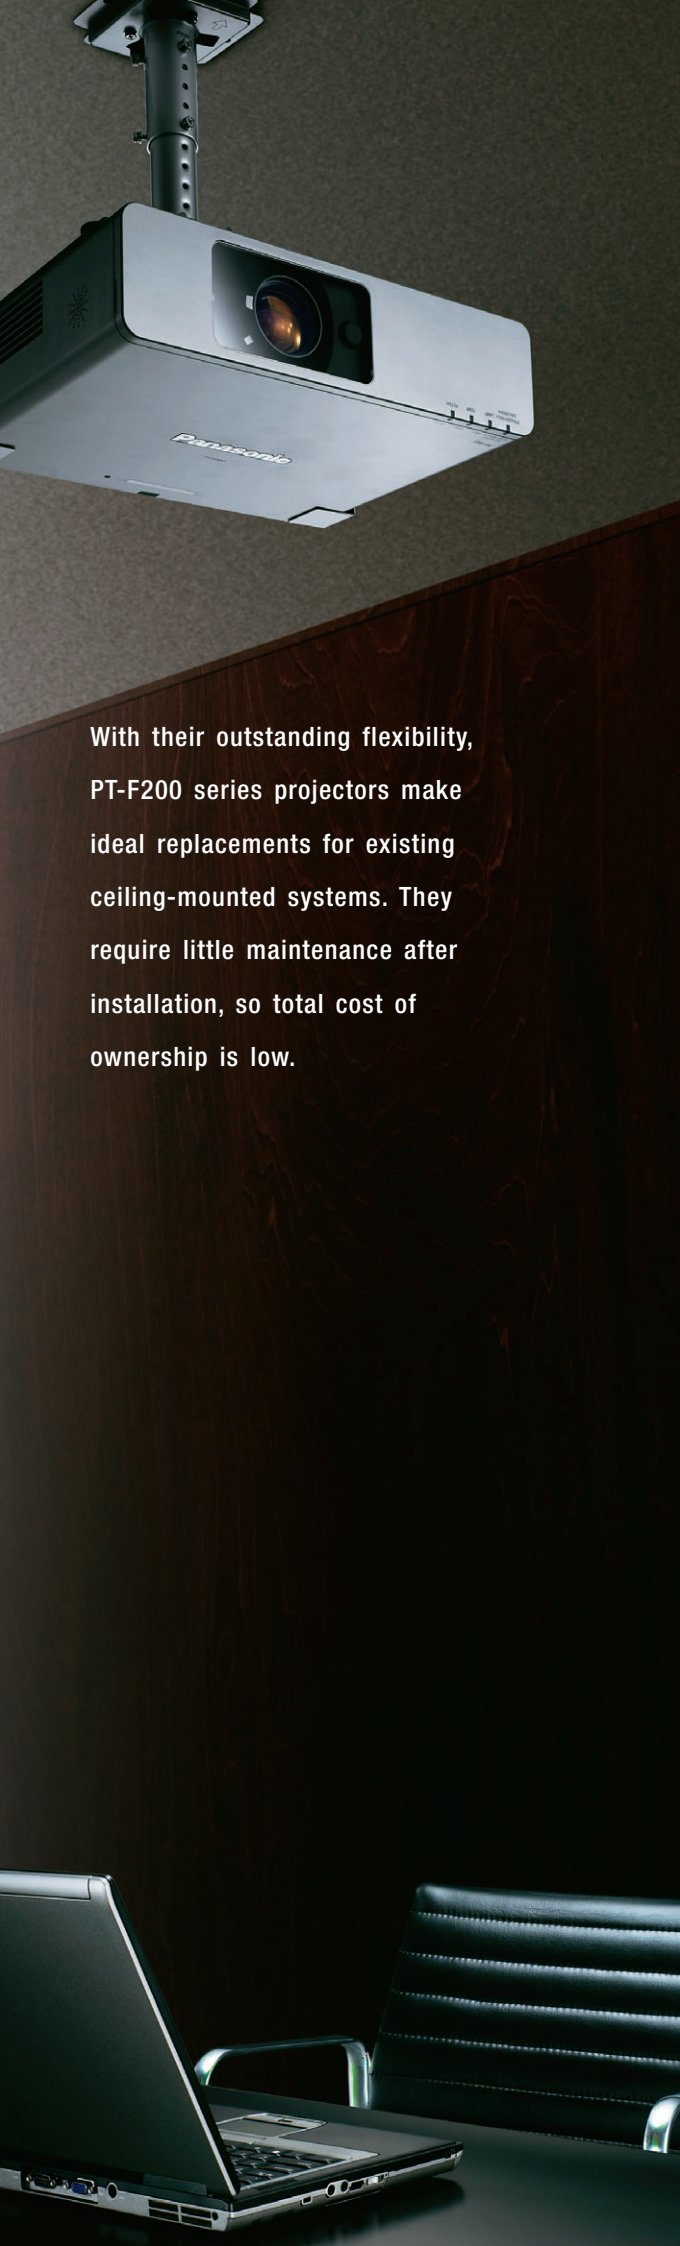 Panasonic
With their outstanding flexibility,
PT-F200 series projectors make
ideal replacements for existing
ceiling-mounted systems. They
require little maintenance after
installation, so total cost of
ownership is low.